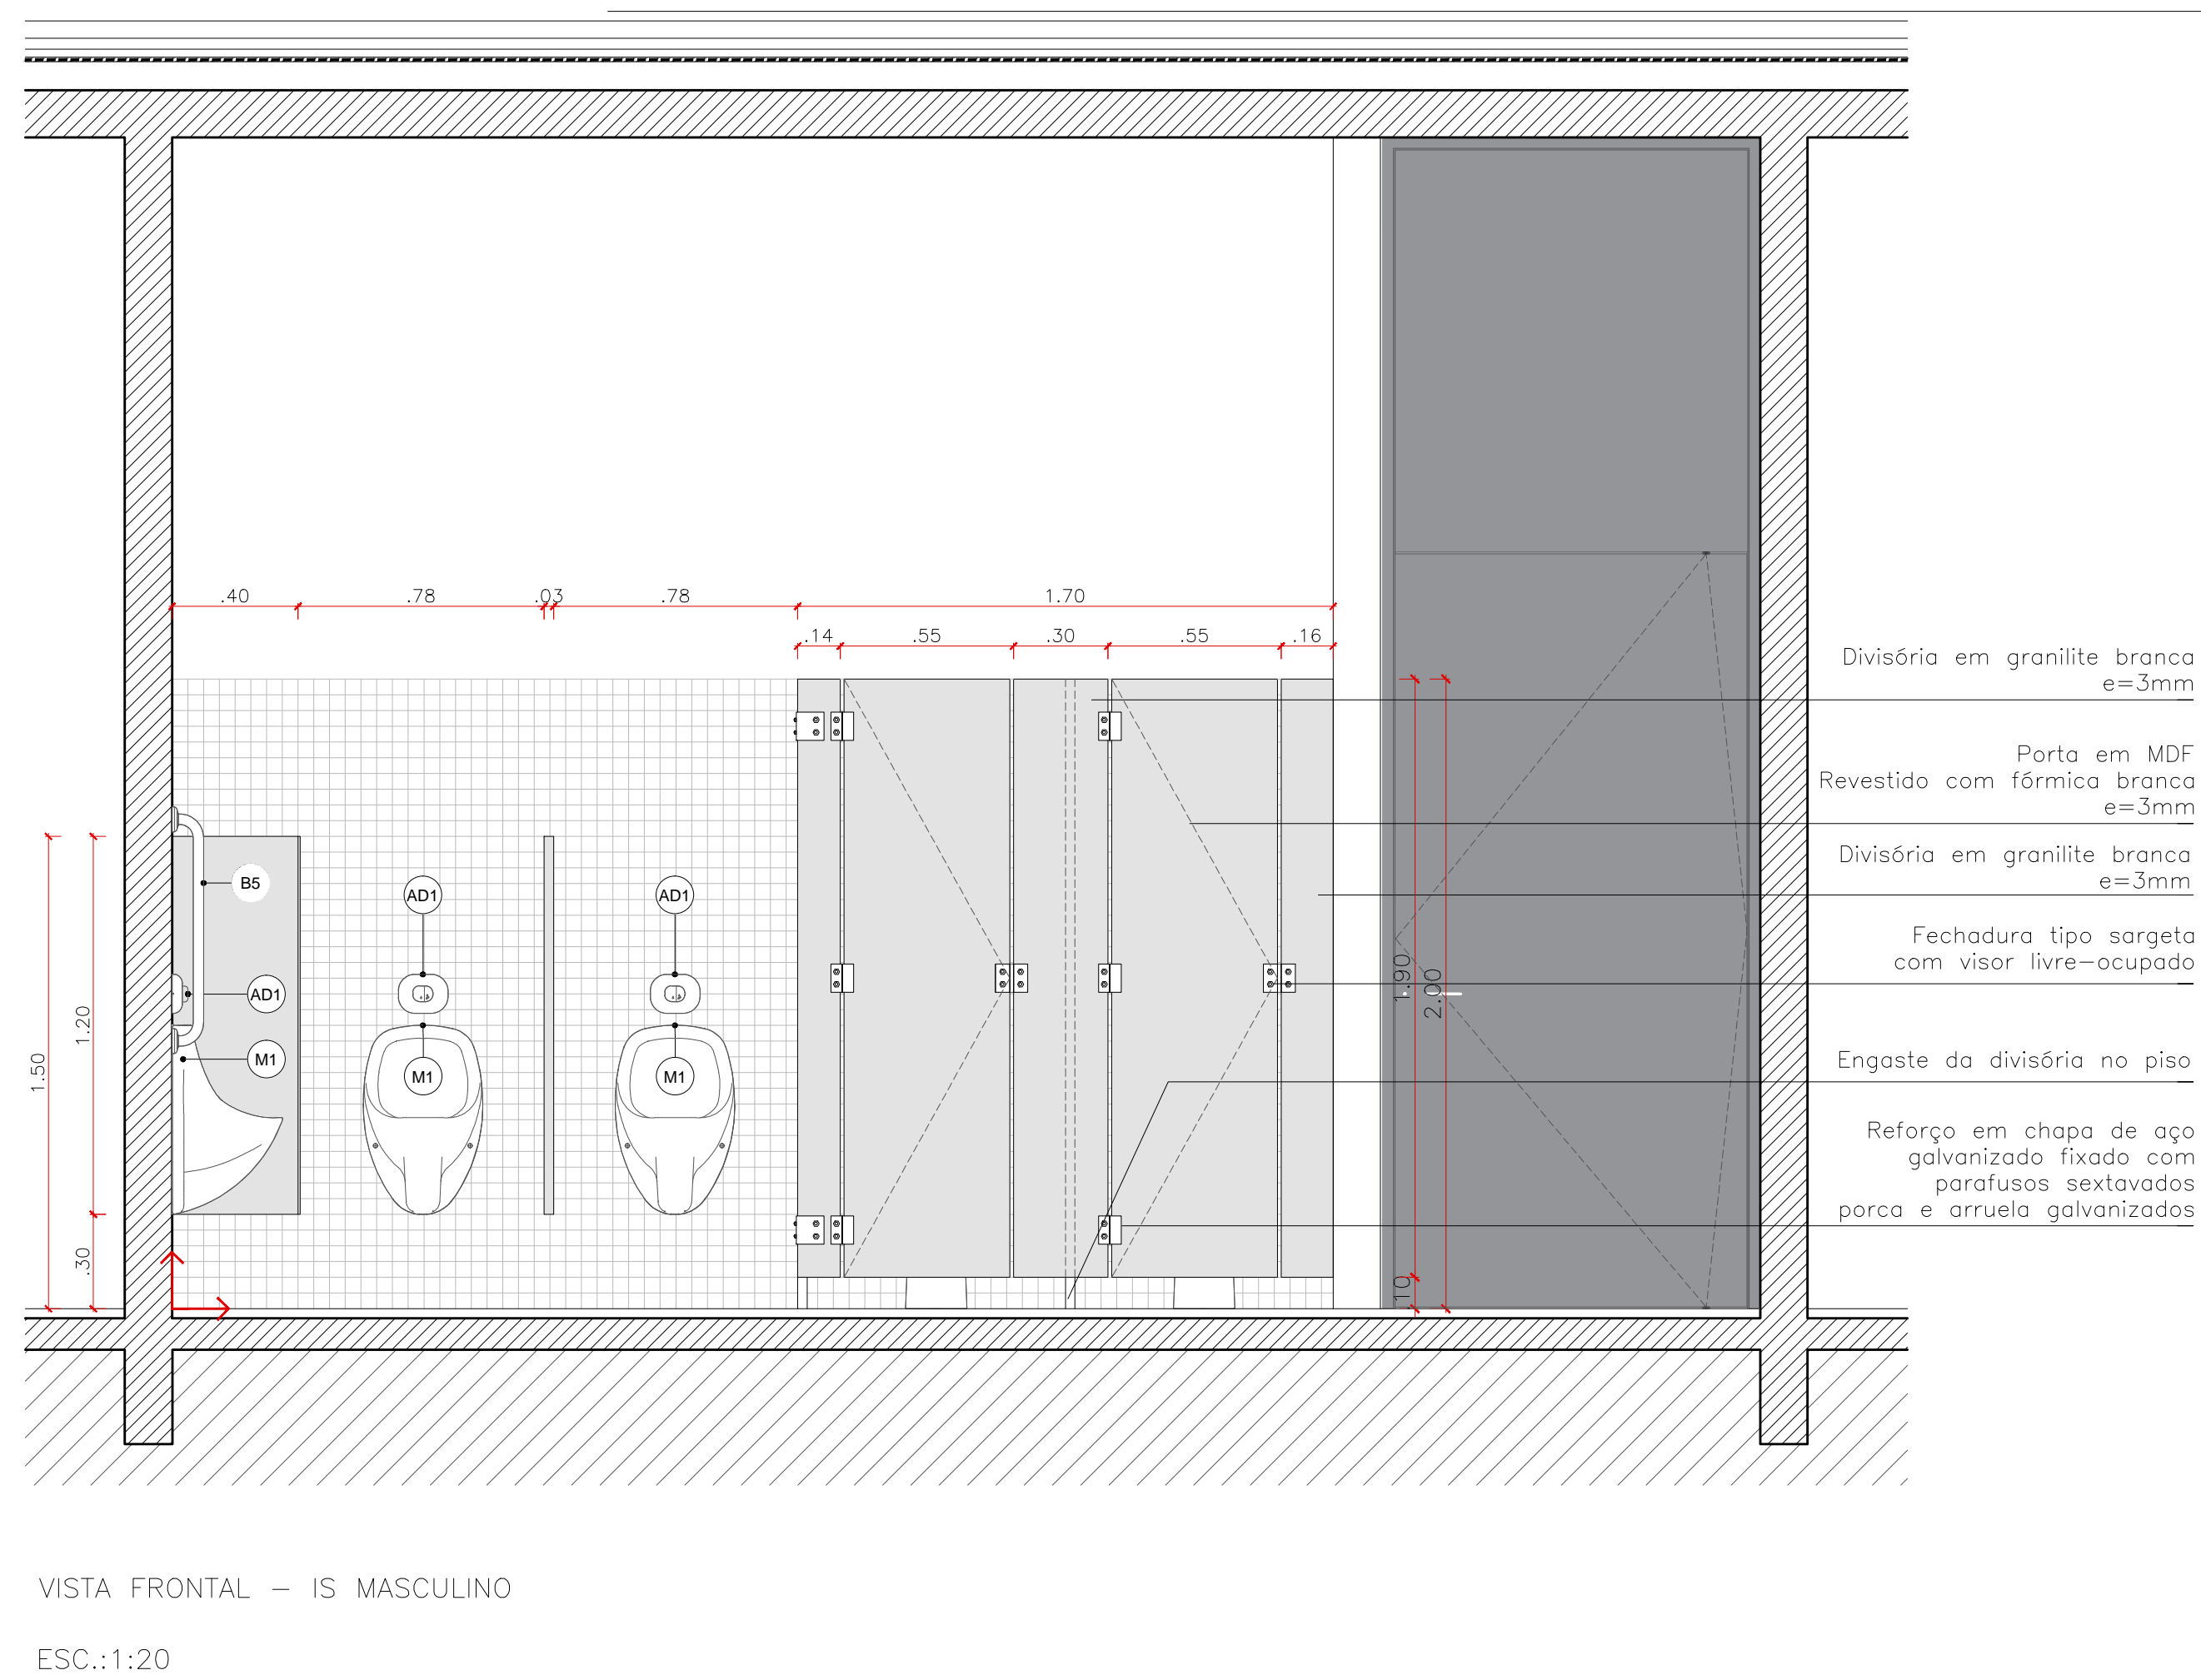 .40 .78 .03 .78 1.70
.14 .55 .30 .55 .16
Divisória em granilite branca
e=3mm
Porta em MDF
Revestido com fórmica branca
e=3mm
Divisória em granilite branca
e=3mm
Fechadura tipo sargeta
com visor livre-ocupado
Engaste da divisória no piso
Reforço em chapa de aço
galvanizado fixado com
parafusos sextavados
porca e arruela galvanizados
B5
AD1
AD1
AD1
M1
M1
M1
1.50
1.20
.30
1.90
2.00
.10
VISTA FRONTAL – IS MASCULINO
ESC.:1:20